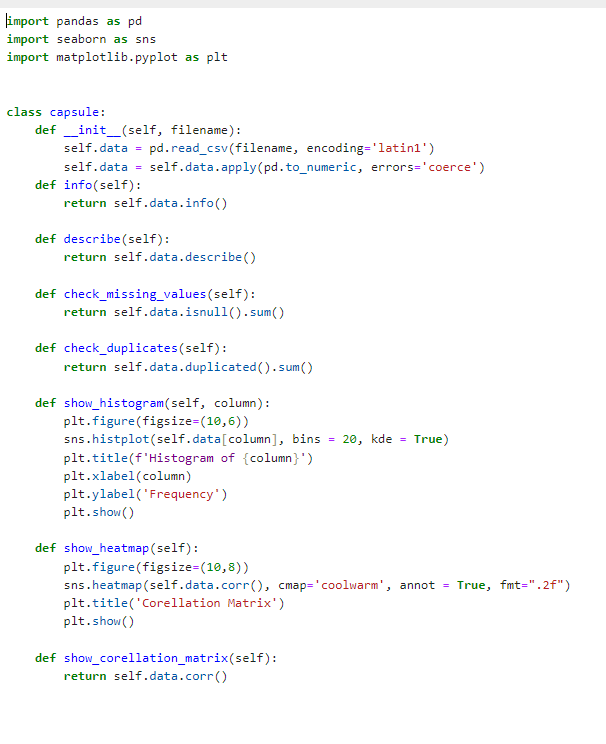 import pandas as pd
import seaborn as sns
import matplotlib.pyplot as plt
class capsule:
    def __init__(self, filename):
        self.data = pd.read_csv(filename, encoding='latin1')
        self.data = self.data.apply(pd.to_numeric, errors='coerce')
    def info(self):
        return self.data.info()
    def describe(self):
        return self.data.describe()
    def check_missing_values(self):
        return self.data.isnull().sum()
    def check_duplicates(self):
        return self.data.duplicated().sum()
    def show_histogram(self, column):
        plt.figure(figsize=(10,6))
        sns.histplot(self.data[column], bins = 20, kde = True)
        plt.title(f'Histogram of {column}')
        plt.xlabel(column)
        plt.ylabel('Frequency')
        plt.show()
    def show_heatmap(self):
        plt.figure(figsize=(10,8))
        sns.heatmap(self.data.corr(), cmap='coolwarm', annot = True, fmt=".2f")
        plt.title('Corellation Matrix')
        plt.show()
    def show_corellation_matrix(self):
        return self.data.corr()